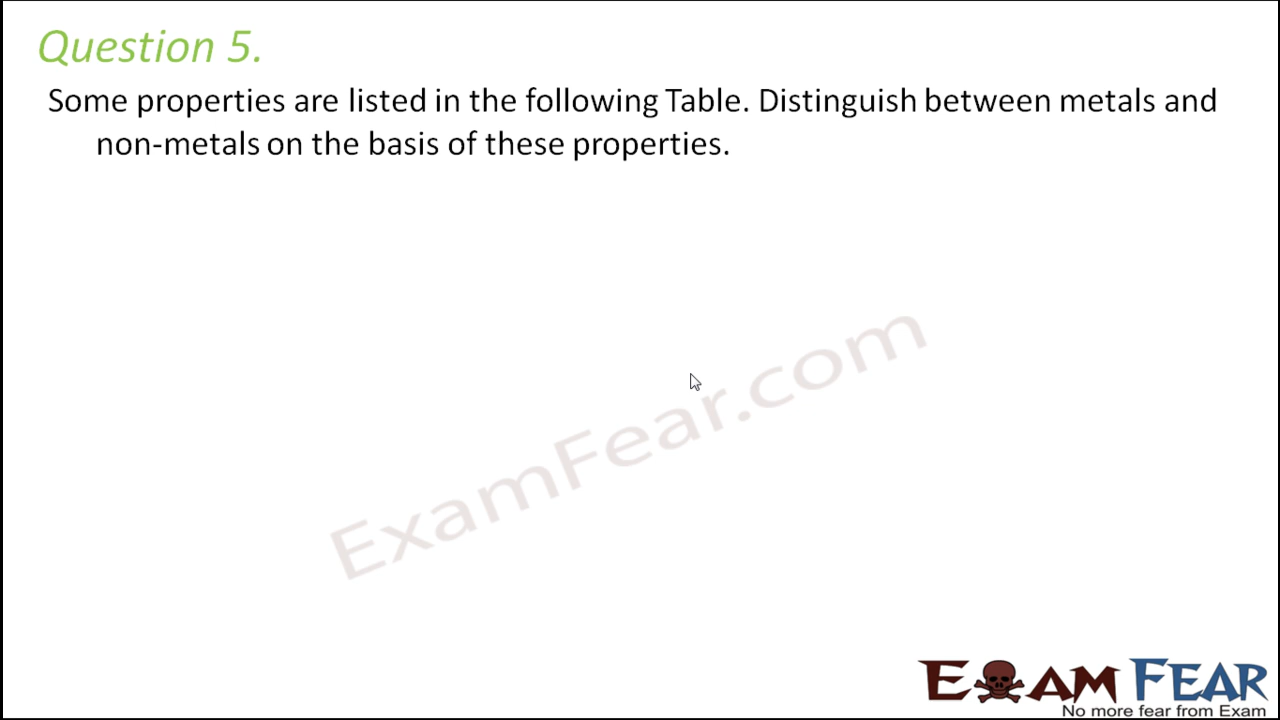 Question 5.
Some properties are listed in the following Table. Distinguish between metals and
non-metals on the basis of these properties.
ExamFear.com
EXAM FEAR
No more fear from Exam